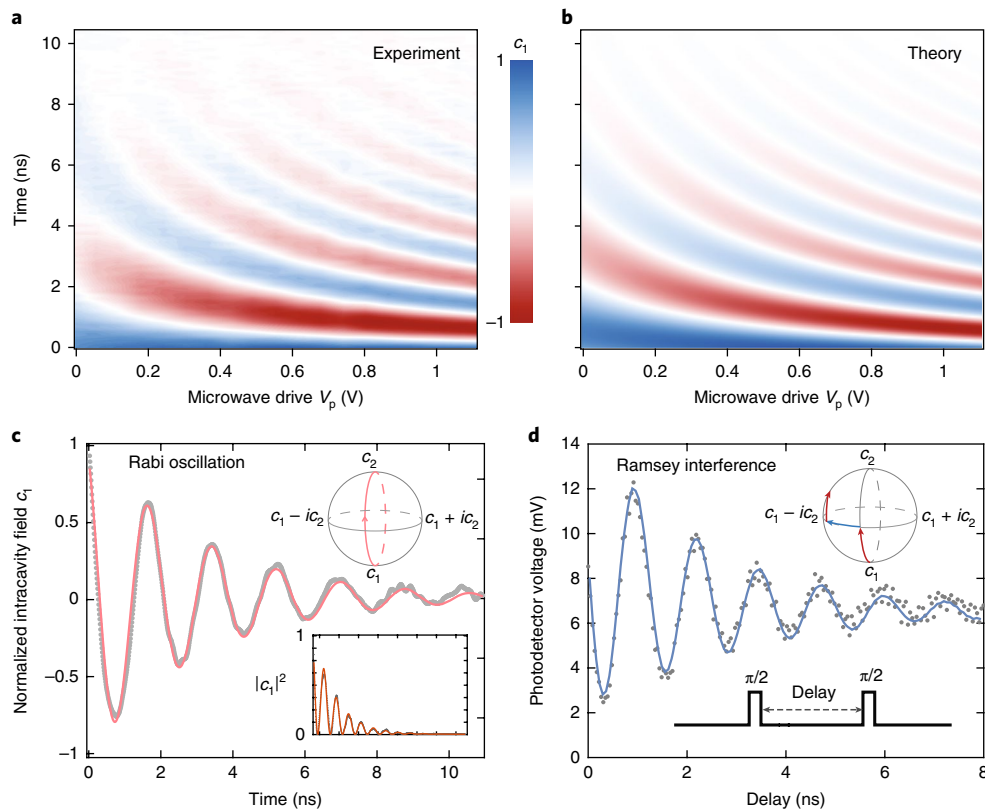 a
Experiment
10
8
6
4
2
0
Time (ns)
0
0.2
0.4
0.6
0.8
1
Microwave drive Vp (V)
c1
1
−1
b
Theory
0
0.2
0.4
0.6
0.8
1
Microwave drive Vp (V)
c
Rabi oscillation
1
0.5
0
−0.5
−1
Normalized intracavity field c1
0
2
4
6
8
10
Time (ns)
c2
c1 − ic2
c1 + ic2
c1
1
|c1|2
0
d
Ramsey interference
14
12
10
8
6
4
2
0
Photodetector voltage (mV)
0
2
4
6
8
Delay (ns)
c2
c1 − ic2
c1 + ic2
c1
π/2
Delay
π/2